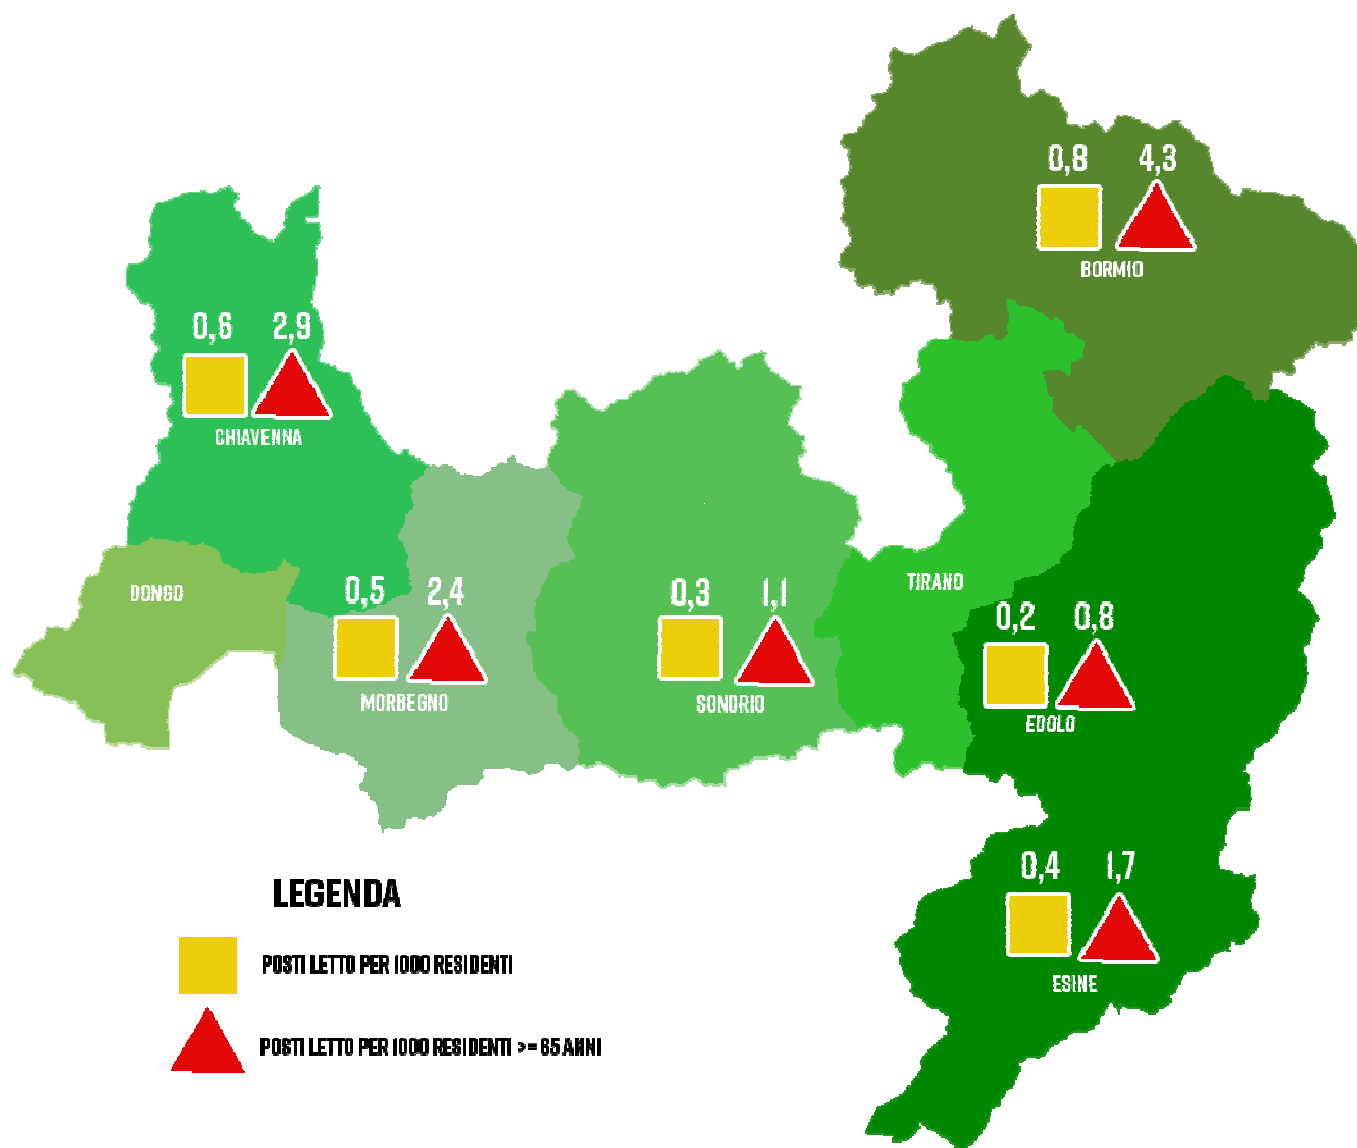 0,8 4,3
BORMIO
0,6 2,9
CHIAVENNA
DONGO
0,5 2,4
MORBEGNO
0,3 1,1
SONDRIO
TIRANO
0,2 0,8
EDOLO
0,4 1,7
ESINE
LEGENDA
POSTI LETTO PER 1000 RESIDENTI
POSTI LETTO PER 1000 RESIDENTI >= 65 ANNI